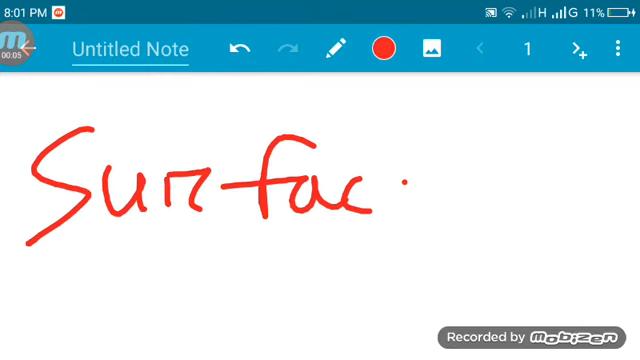 8:01 PM H G 11%
M 00:05 Untitled Note 1
Surfac
Recorded by mobizen